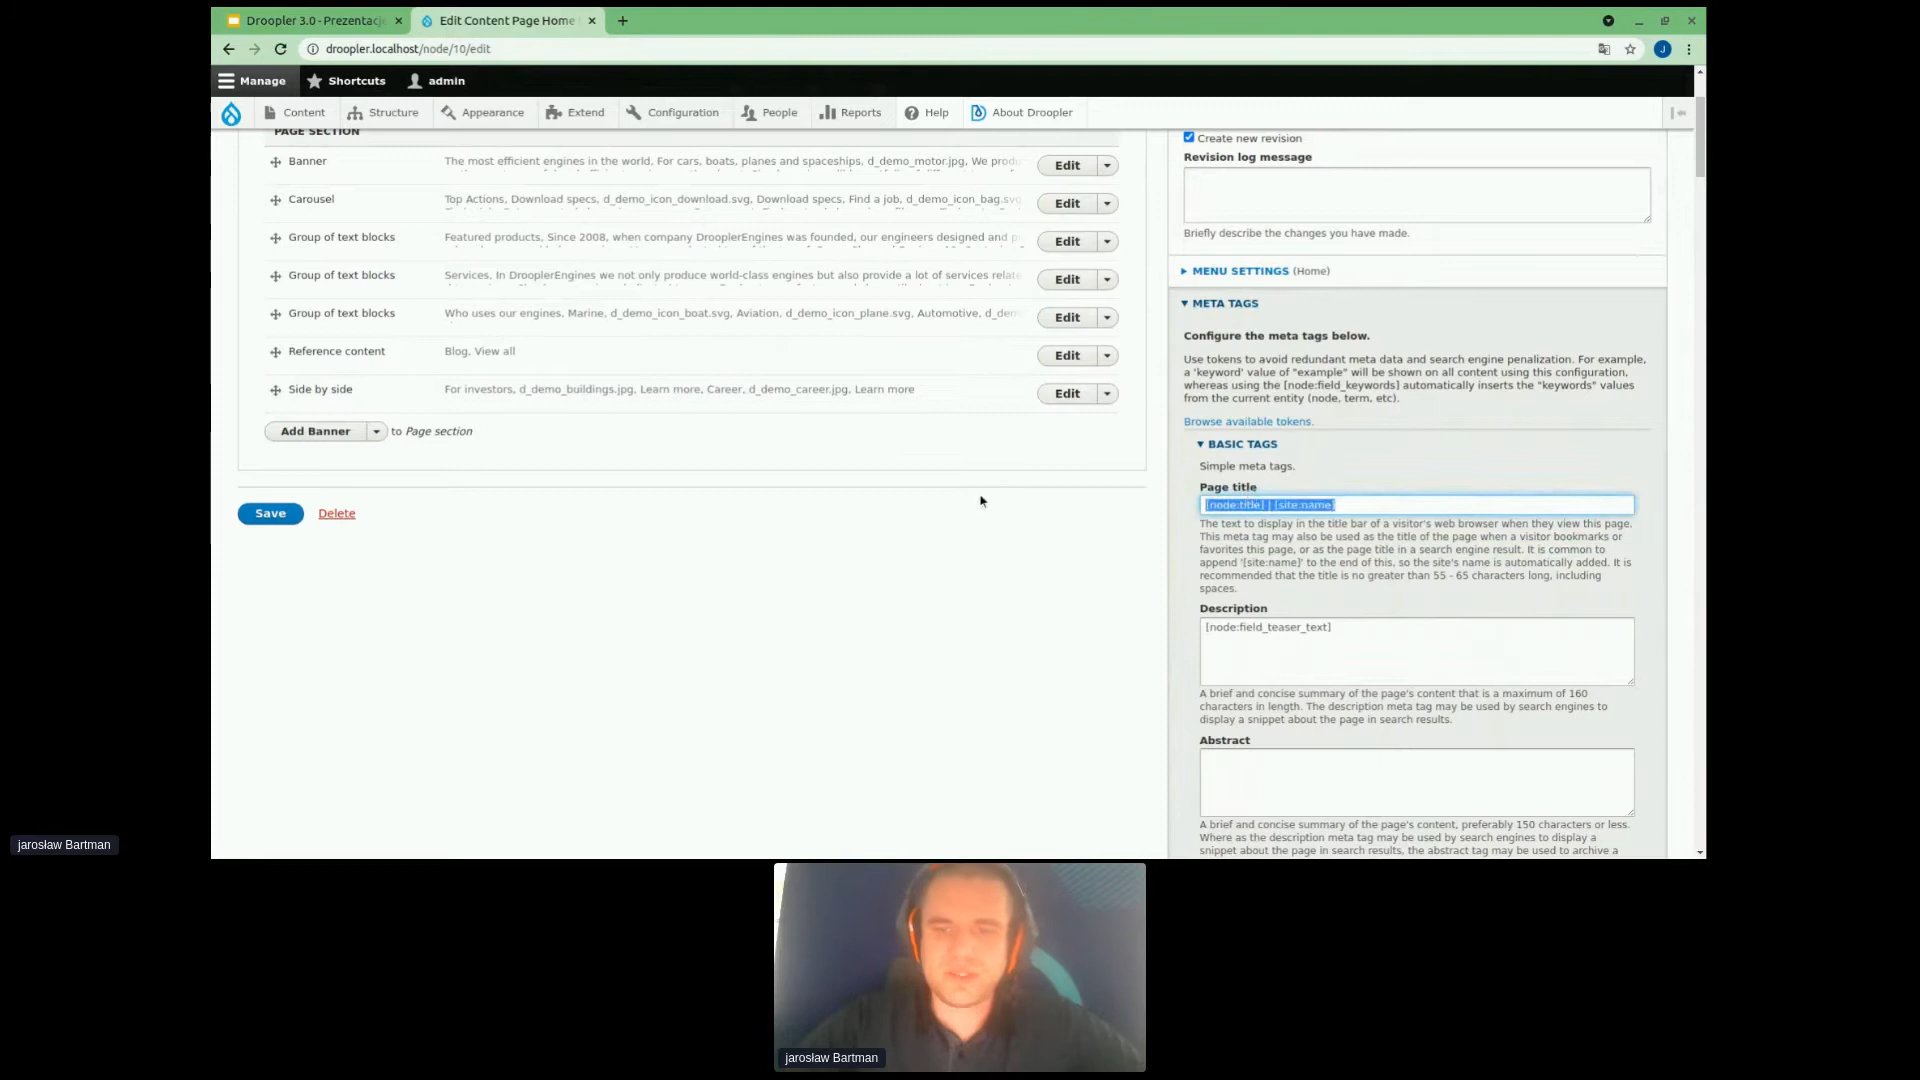 Droopler 3.0 - Prezentacje
Edit Content Page Home
droopler.localhost/node/10/edit
J
Manage
Shortcuts
admin
Content
Structure
Appearance
Extend
Configuration
People
Reports
Help
About Droopler
PAGE SECTION
Banner
The most efficient engines in the world, For cars, boats, planes and spaceships, d_demo_motor.jpg, We produ
Edit
Carousel
Top Actions, Download specs, d_demo_icon_download.svg, Download specs, Find a job, d_demo_icon_bag.svg
Edit
Group of text blocks
Featured products, Since 2008, when company DrooplerEngines was founded, our engineers designed and p
Edit
Group of text blocks
Services, In DrooplerEngines we not only produce world-class engines but also provide a lot of services relate
Edit
Group of text blocks
Who uses our engines, Marine, d_demo_icon_boat.svg, Aviation, d_demo_icon_plane.svg, Automotive, d_dem
Edit
Reference content
Blog, View all
Edit
Side by side
For investors, d_demo_buildings.jpg, Learn more, Career, d_demo_career.jpg, Learn more
Edit
Add Banner
to Page section
Save
Delete
Create new revision
Revision log message
Briefly describe the changes you have made.
MENU SETTINGS (Home)
META TAGS
Configure the meta tags below.
Use tokens to avoid redundant meta data and search engine penalization. For example,
a 'keyword' value of "example" will be shown on all content using this configuration,
whereas using the [node:field_keywords] automatically inserts the "keywords" values
from the current entity (node, term, etc).
Browse available tokens.
BASIC TAGS
Simple meta tags.
Page title
[node:title] | [site:name]
The text to display in the title bar of a visitor's web browser when they view this page.
This meta tag may also be used as the title of the page when a visitor bookmarks or
favorites this page, or as the page title in a search engine result. It is common to
append '[site:name]' to the end of this, so the site's name is automatically added. It is
recommended that the title is no greater than 55 - 65 characters long, including
spaces.
Description
[node:field_teaser_text]
A brief and concise summary of the page's content that is a maximum of 160
characters in length. The description meta tag may be used by search engines to
display a snippet about the page in search results.
Abstract
A brief and concise summary of the page's content, preferably 150 characters or less.
Where as the description meta tag may be used by search engines to display a
snippet about the page in search results, the abstract tag may be used to archive a
jarosław Bartman
jarosław Bartman